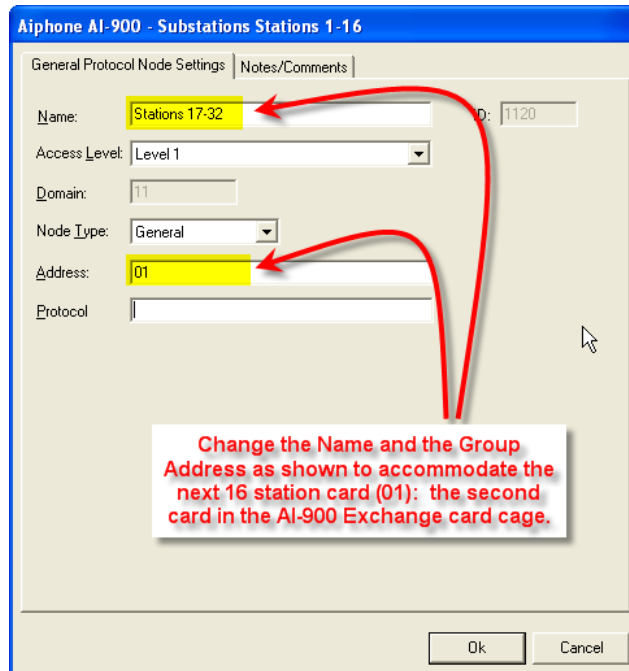 Aiphone AI-900 - Substations Stations 1-16
General Protocol Node Settings
Notes/Comments
Name:
Stations 17-32
ID:
1120
Access Level:
Level 1
Domain:
11
Node Type:
General
Address:
01
Protocol
Change the Name and the Group
Address as shown to accommodate the
next 16 station card (01): the second
card in the AI-900 Exchange card cage.
Ok
Cancel